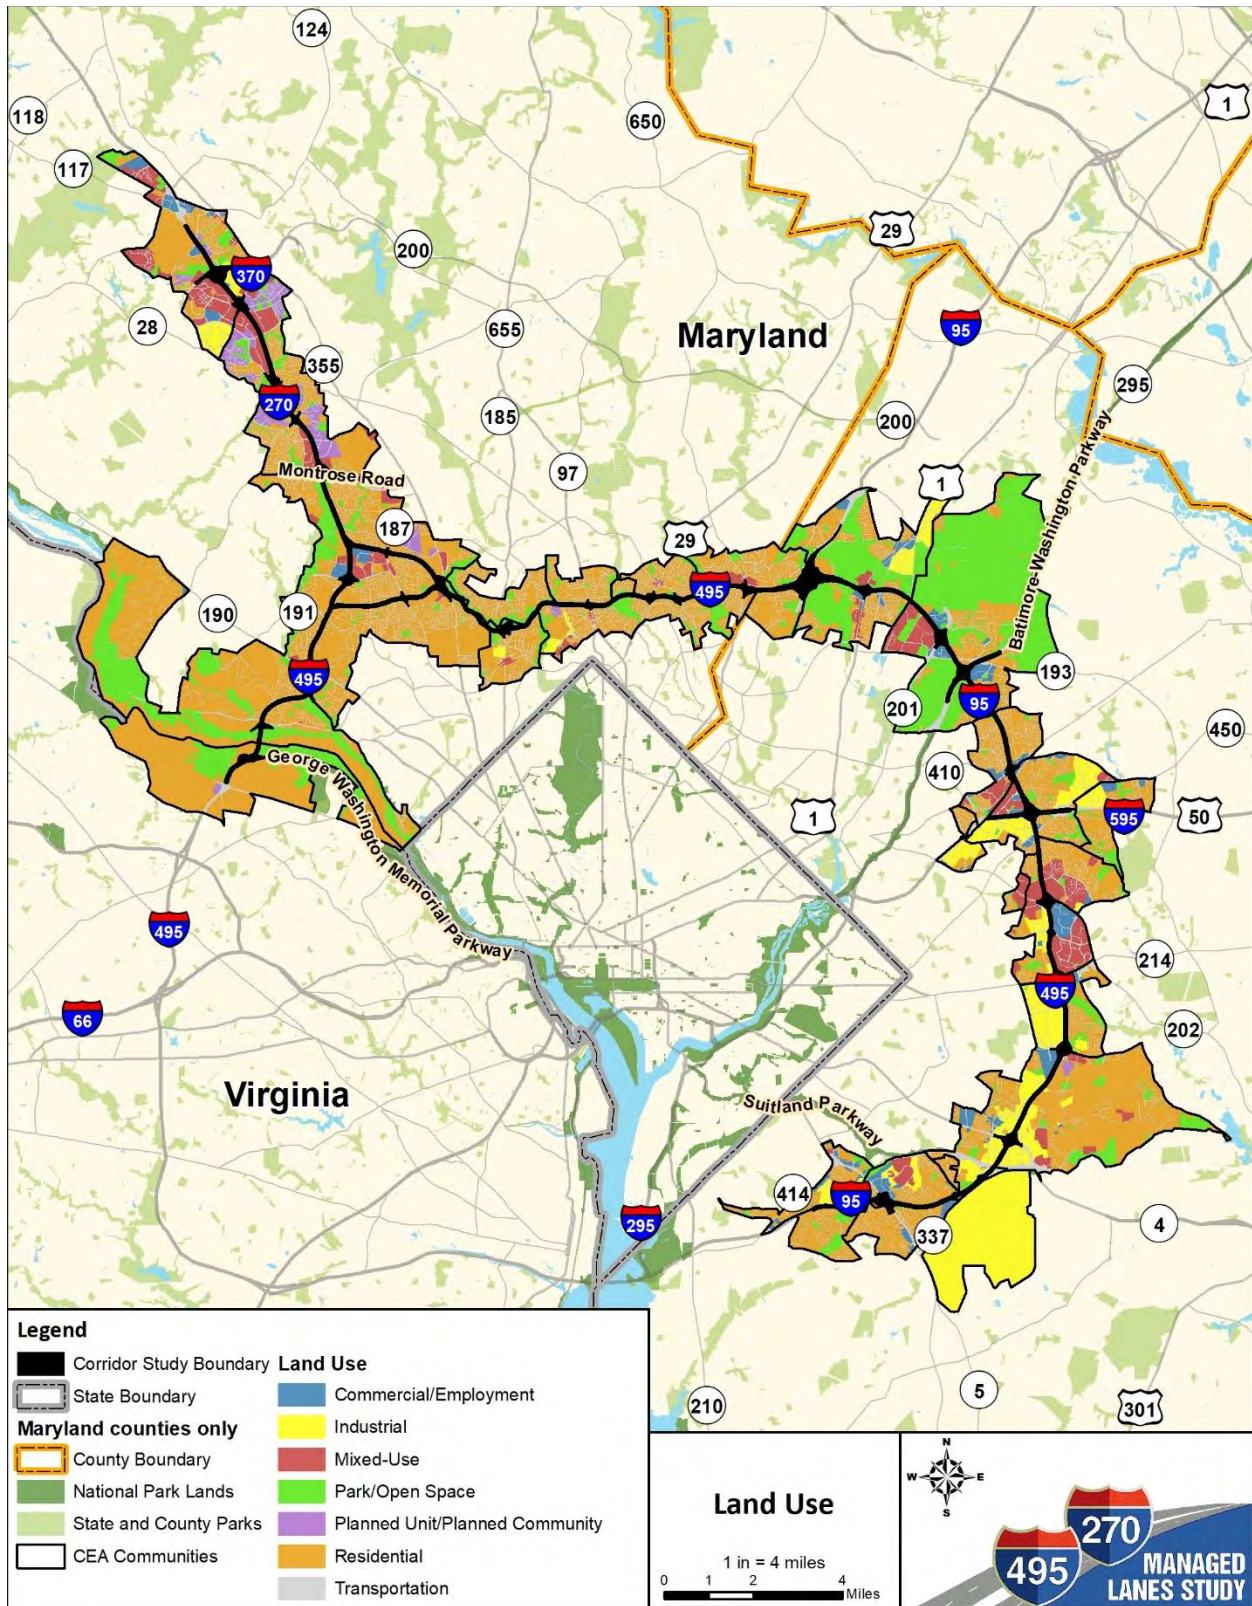 124
118
650
1
117
29
200
370
28
95
655
Maryland
355
295
270
185
200
Montrose Road
97
1
187
29
495
Batimore-Washington Parkway
190
191
495
193
201
95
450
410
George Washington Memorial Parkway
1
595
50
495
214
495
66
202
Virginia
Suitland Parkway
414
95
295
337
4
5
210
301
Legend
Corridor Study Boundary
State Boundary
Maryland counties only
County Boundary
National Park Lands
State and County Parks
CEA Communities
Land Use
Commercial/Employment
Industrial
Mixed-Use
Park/Open Space
Planned Unit/Planned Community
Residential
Transportation
Land Use
1 in = 4 miles
0 1 2 4
Miles
N
W E
S
270
495
MANAGED
LANES STUDY